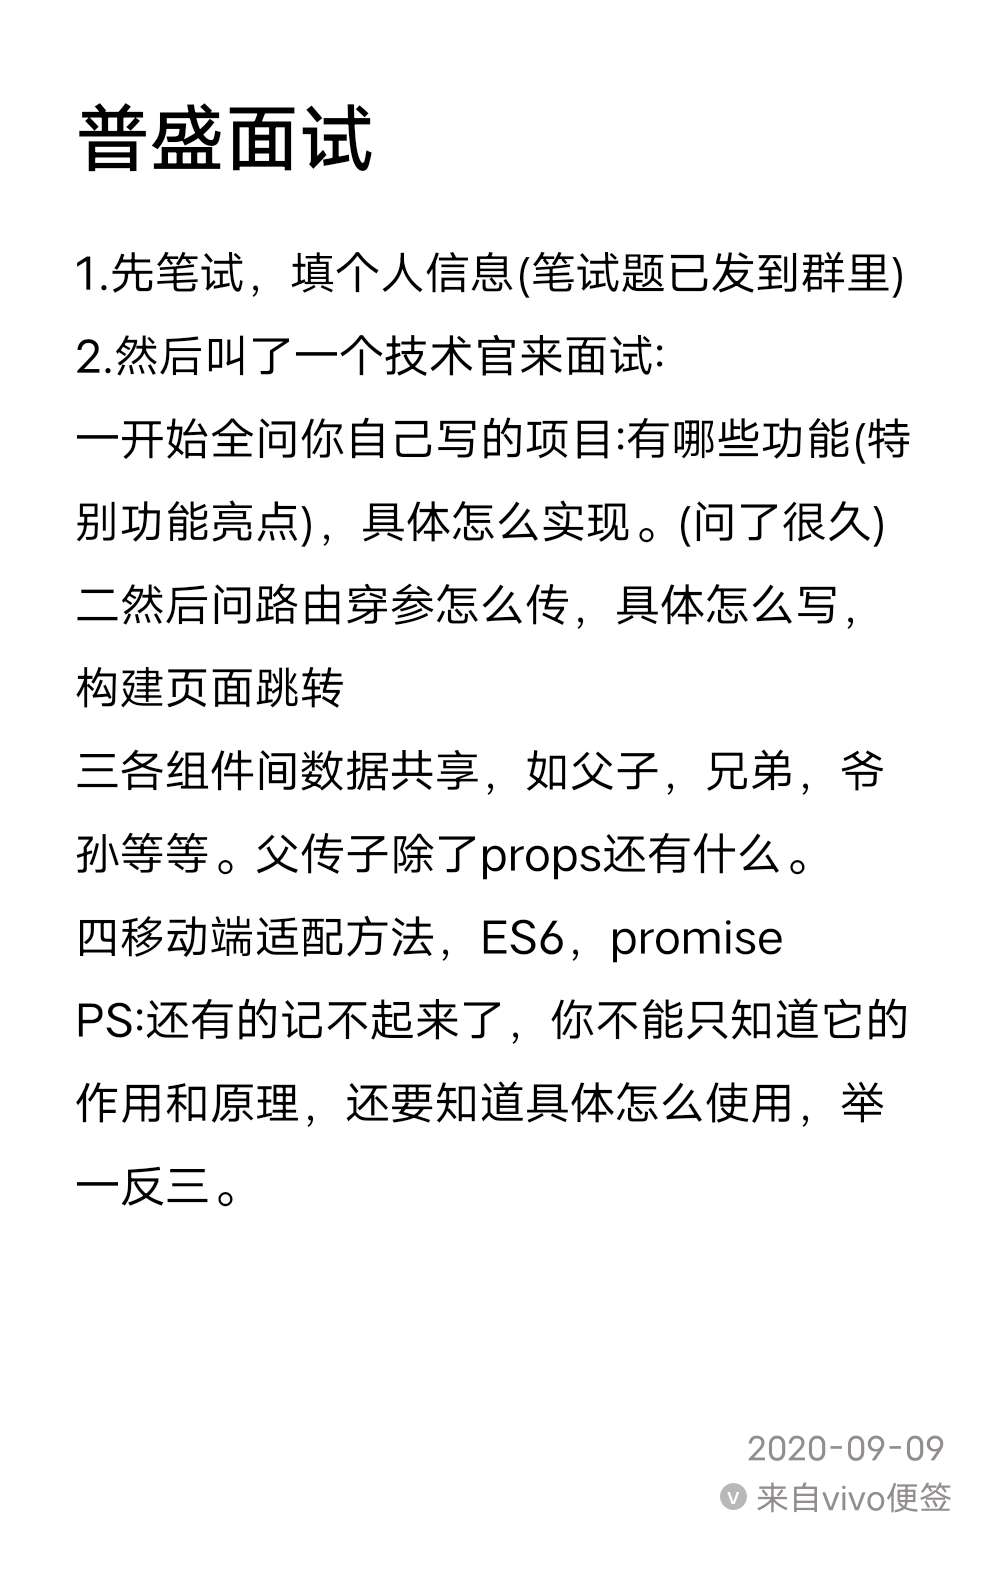 普盛面试
1.先笔试，填个人信息(笔试题已发到群里)
2.然后叫了一个技术官来面试:
一开始全问你自己写的项目:有哪些功能(特
别功能亮点)，具体怎么实现。(问了很久)
二然后问路由穿参怎么传，具体怎么写，
构建页面跳转
三各组件间数据共享，如父子，兄弟，爷
孙等等。父传子除了props还有什么。
四移动端适配方法，ES6，promise
PS:还有的记不起来了，你不能只知道它的
作用和原理，还要知道具体怎么使用，举
一反三。
2020-09-09
v 来自vivo便签